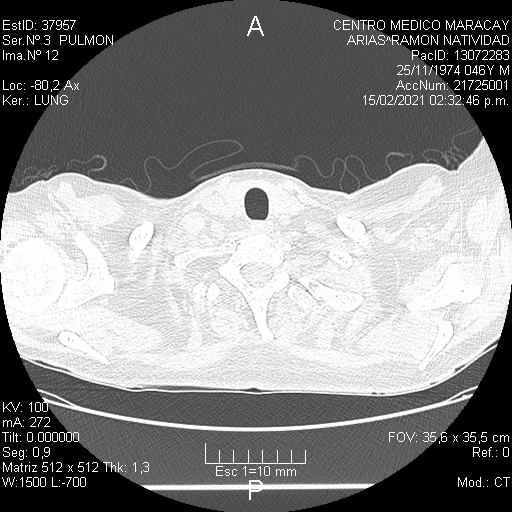 EstID: 37957
Ser.Nº 3 PULMON
Ima.Nº 12
Loc: -80,2 Ax
Ker.: LUNG
A
CENTRO MEDICO MARACAY
ARIAS^RAMON NATIVIDAD
PacID: 13072283
25/11/1974 046Y M
AccNum: 21725001
15/02/2021 02:32:46 p.m.
KV: 100
mA: 272
Tilt: 0.000000
Seg: 0,9
Matriz 512 x 512 Thk: 1,3
W:1500 L:-700
Esc 1=10 mm
P
FOV: 35,6 x 35,5 cm
Ref.: 0
Mod.: CT